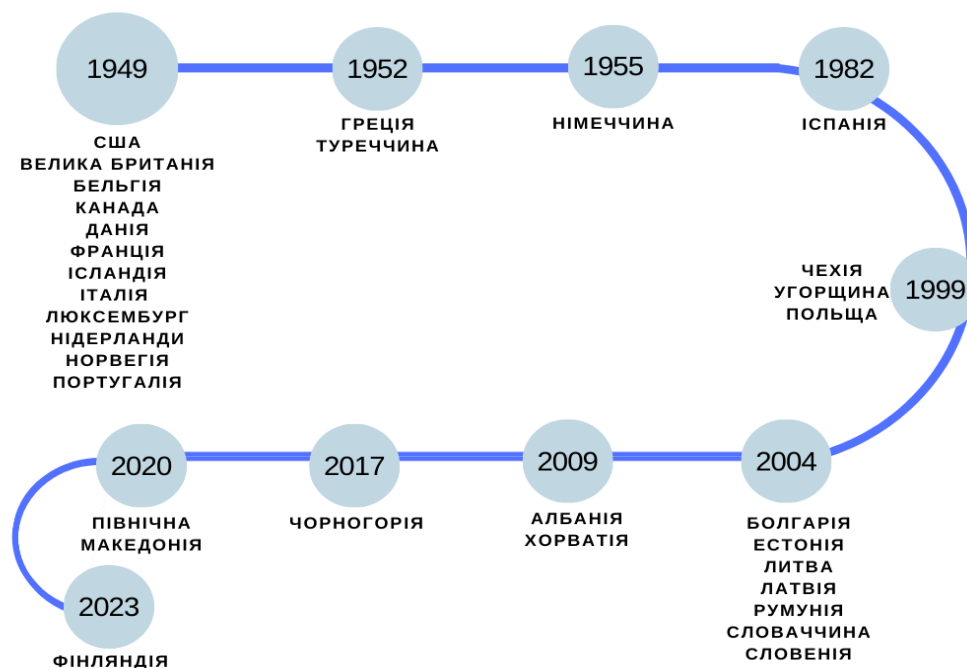 1949
США
ВЕЛИКА БРИТАНІЯ
БЕЛЬГІЯ
КАНАДА
ДАНІЯ
ФРАНЦІЯ
ІСЛАНДІЯ
ІТАЛІЯ
ЛЮКСЕМБУРГ
НІДЕРЛАНДИ
НОРВЕГІЯ
ПОРТУГАЛІЯ
1952
ГРЕЦІЯ
ТУРЕЧЧИНА
1955
НІМЕЧЧИНА
1982
ІСПАНІЯ
1999
ЧЕХІЯ
УГОРЩИНА
ПОЛЬЩА
2004
БОЛГАРІЯ
ЕСТОНІЯ
ЛИТВА
ЛАТВІЯ
РУМУНІЯ
СЛОВАЧЧИНА
СЛОВЕНІЯ
2009
АЛБАНІЯ
ХОРВАТІЯ
2017
ЧОРНОГОРІЯ
2020
ПІВНІЧНА
МАКЕДОНІЯ
2023
ФІНЛЯНДІЯ